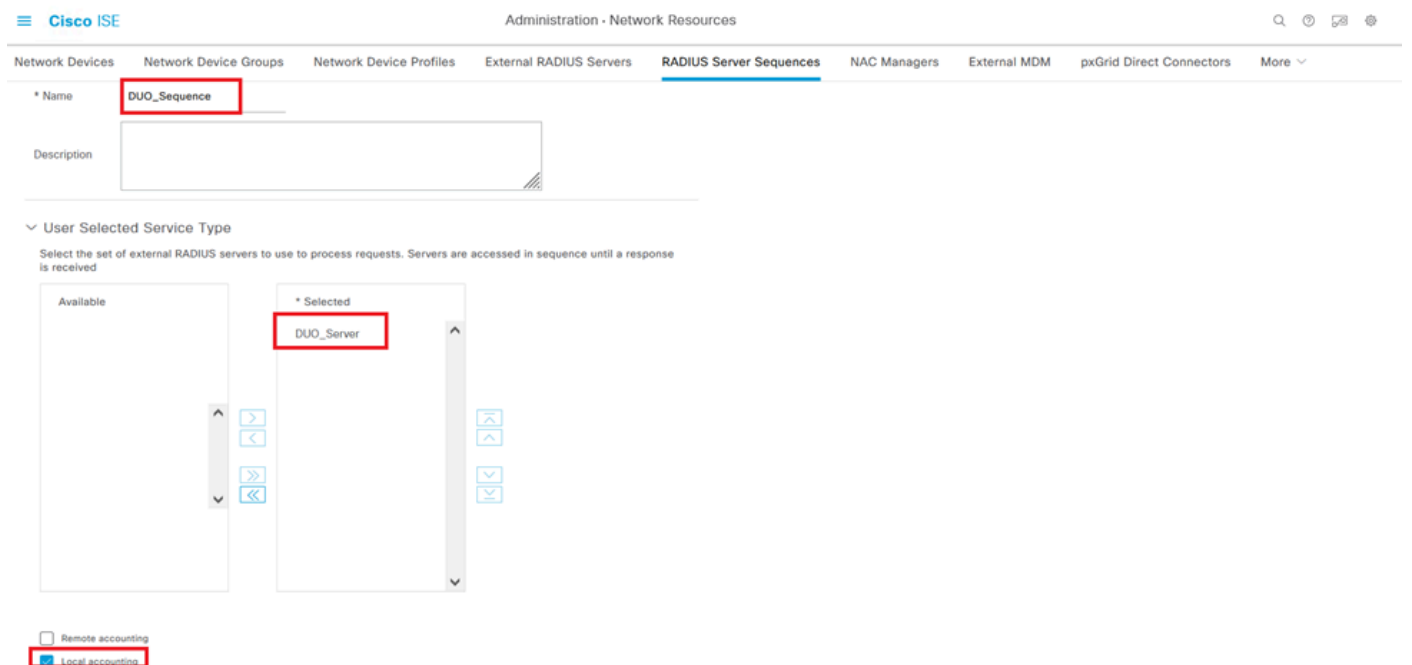 Cisco ISE
Administration · Network Resources
Network Devices Network Device Groups Network Device Profiles External RADIUS Servers RADIUS Server Sequences NAC Managers External MDM pxGrid Direct Connectors More
* Name DUO_Sequence
Description
User Selected Service Type
Select the set of external RADIUS servers to use to process requests. Servers are accessed in sequence until a response
is received
Available
* Selected
DUO_Server
Remote accounting
Local accounting